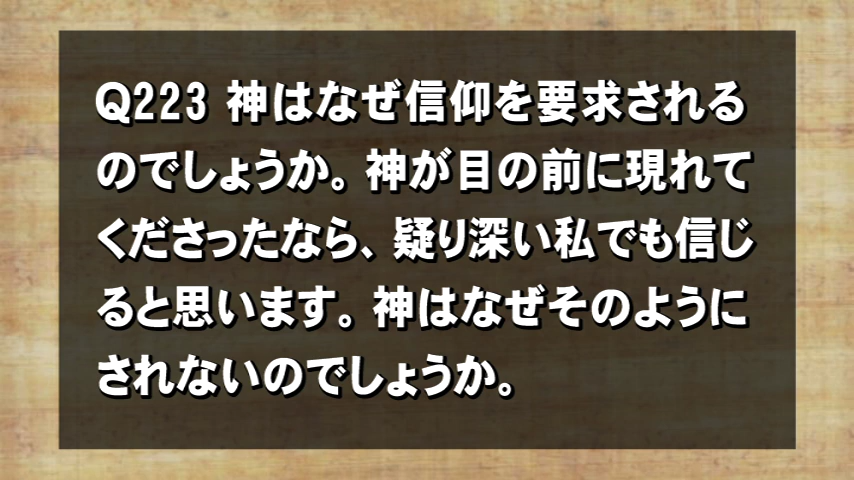 Q223 神はなぜ信仰を要求される
のでしょうか。神が目の前に現れて
くださったなら、疑り深い私でも信じ
ると思います。神はなぜそのように
されないのでしょうか。